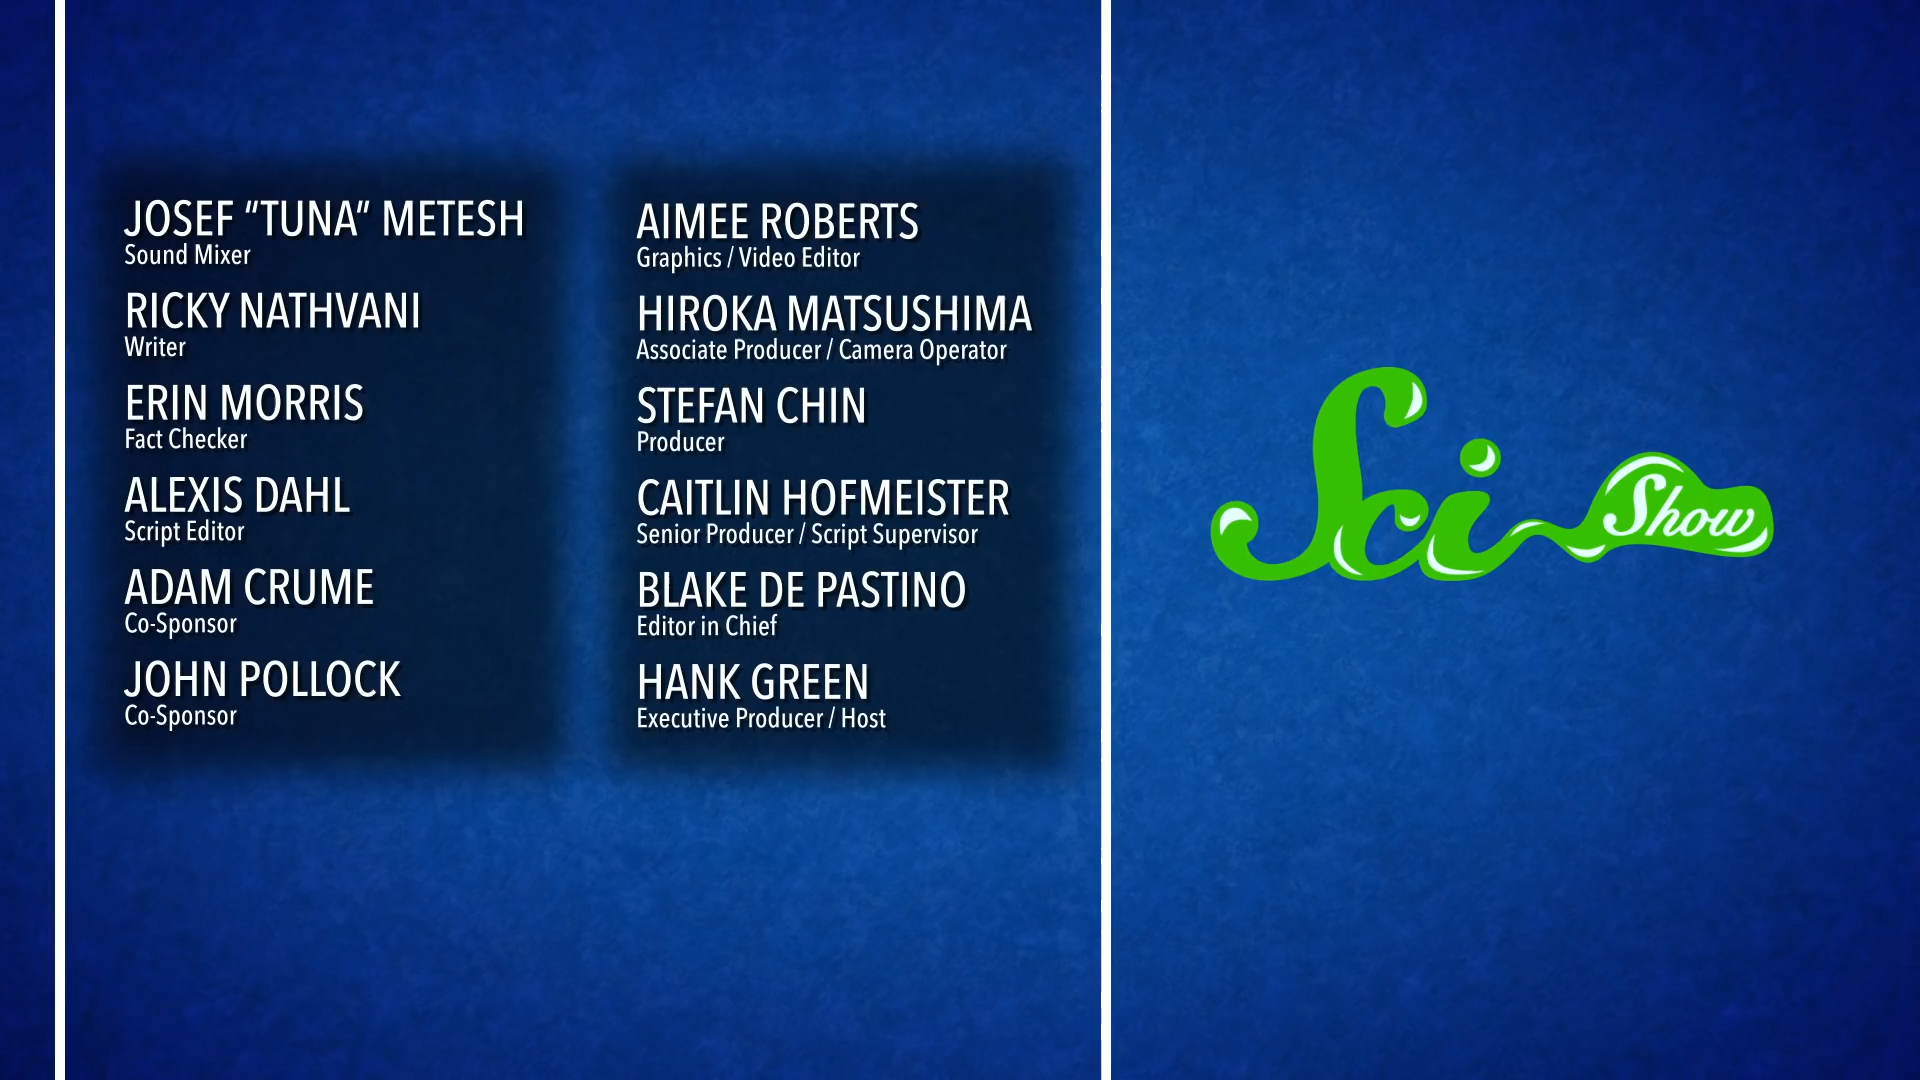 JOSEF “TUNA” METESH
Sound Mixer
RICKY NATHVANI
Writer
ERIN MORRIS
Fact Checker
ALEXIS DAHL
Script Editor
ADAM CRUME
Co-Sponsor
JOHN POLLOCK
Co-Sponsor
AIMEE ROBERTS
Graphics / Video Editor
HIROKA MATSUSHIMA
Associate Producer / Camera Operator
STEFAN CHIN
Producer
CAITLIN HOFMEISTER
Senior Producer / Script Supervisor
BLAKE DE PASTINO
Editor in Chief
HANK GREEN
Executive Producer / Host
Sci Show